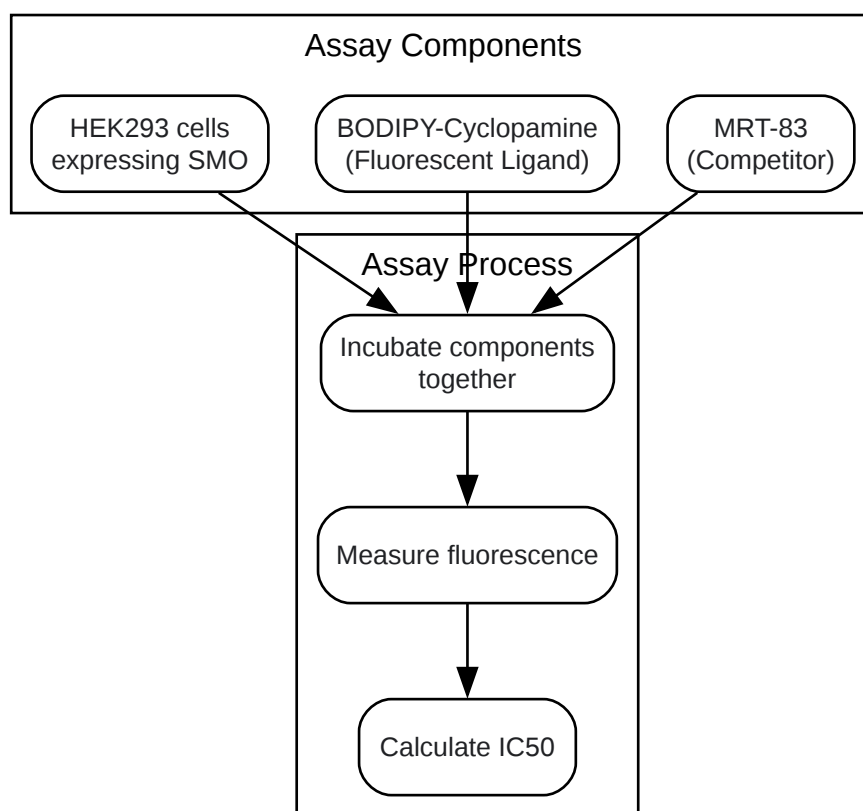 Assay Components
HEK293 cells
expressing SMO
BODIPY-Cyclopamine
(Fluorescent Ligand)
MRT-83
(Competitor)
Assay Process
Incubate components
together
Measure fluorescence
Calculate IC50